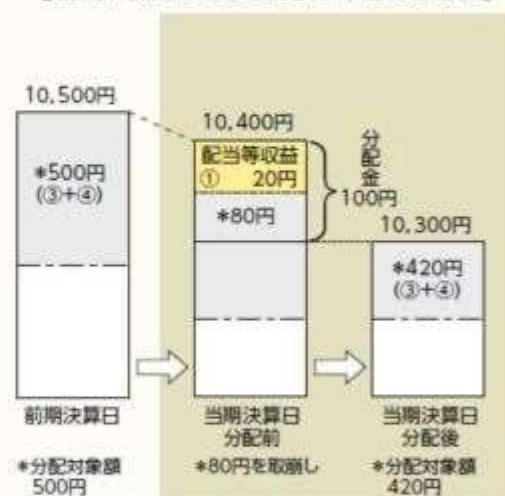 10,500円
*500円
(③+④)
前期決算日
*分配対象額
500円
10,400円
配当等収益
① 20円
*80円
分配金
100円
当期決算日
分配前
*80円を取崩し
10,300円
*420円
(③+④)
当期決算日
分配後
*分配対象額
420円